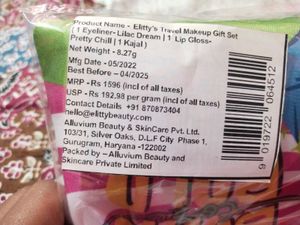 Product Name - Elitty's Travel Makeup Gift Set
( 1 Eyeliner- Lilac Dream | 1 Lip Gloss-
Pretty Chill | 1 Kajal )
Net Weight - 8.27g
Mfg Date - 05/2022
Best Before - 04/2025
MRP - Rs 1596 (incl of all taxes)
USP - Rs 192.98 per gram (incl of all taxes)
Contact Details +91 870873404
hello@elittybeauty.com
Alluvium Beauty & SkinCare Pvt. Ltd.
103/31, Silver Oaks, D.L.F City Phase 1,
Gurugram, Haryana -122002
Packed by – Alluvium Beauty and
Skincare Private Limited
9 019722 064512